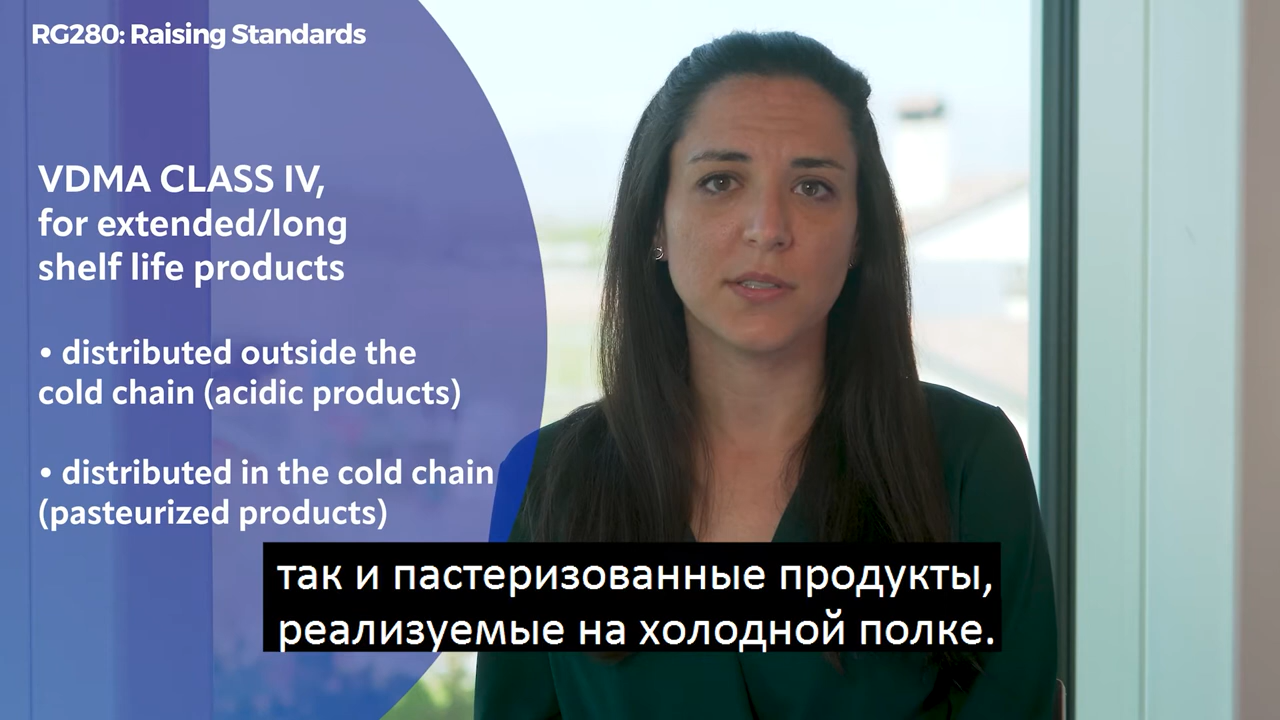 RG280: Raising Standards
VDMA CLASS IV,
for extended/long
shelf life products
• distributed outside the
cold chain (acidic products)
• distributed in the cold chain
(pasteurized products)
так и пастеризованные продукты,
реализуемые на холодной полке.